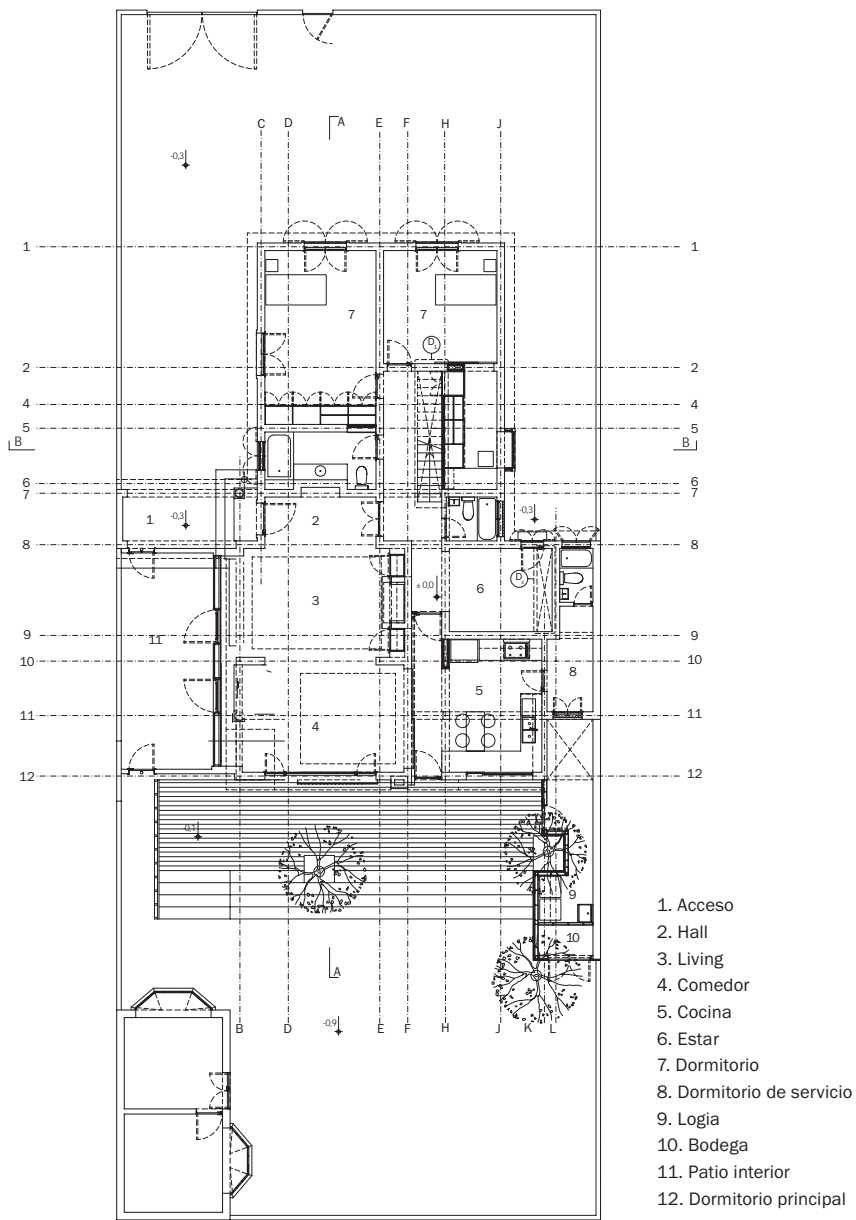 C D A E F H J
-0,3
1 1
7 7
D1
2 2
4 4
5 5
B B
6 6
7 7
1 -0,3 2 -0,3
8 8
±0,0
3 6
11
9 9
10 10
8
5
11 11
4
12 12
-0,1
9
10
A
B D -0,9 E F H J K L
1. Acceso
2. Hall
3. Living
4. Comedor
5. Cocina
6. Estar
7. Dormitorio
8. Dormitorio de servicio
9. Logia
10. Bodega
11. Patio interior
12. Dormitorio principal